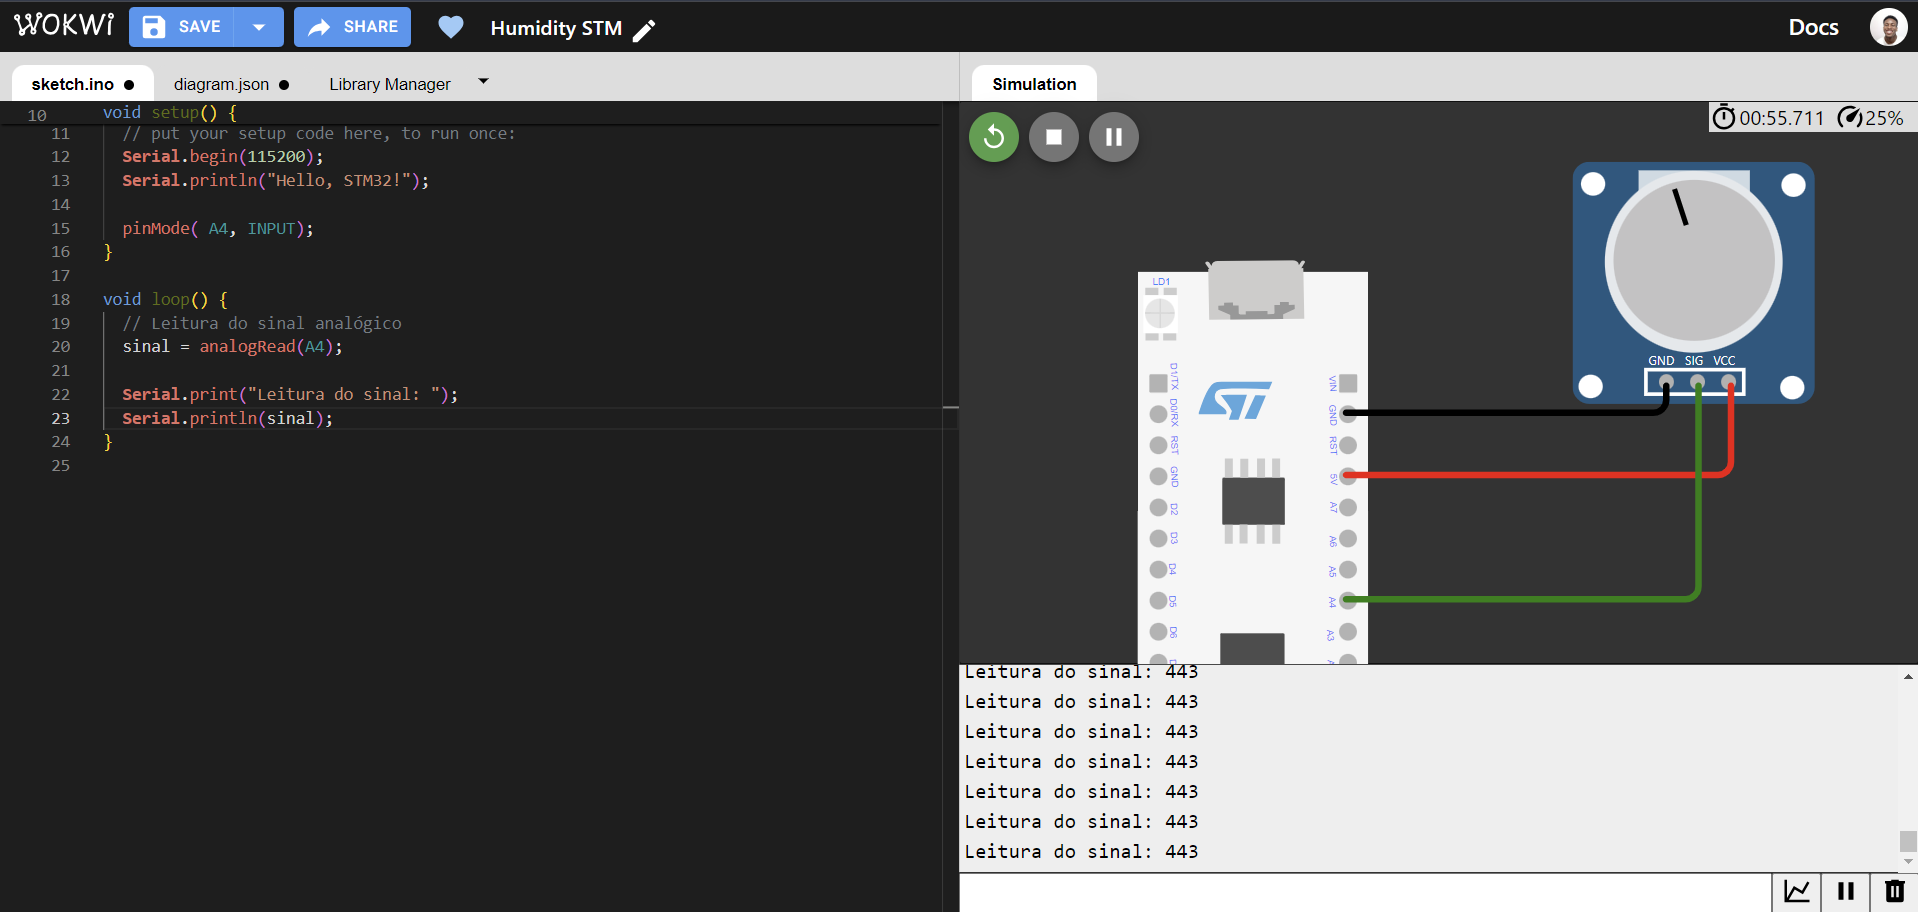 WOKWI
SAVE
SHARE
Humidity STM
Docs
sketch.ino
diagram.json
Library Manager
Simulation
10 void setup() {
11 // put your setup code here, to run once:
12 Serial.begin(115200);
13 Serial.println("Hello, STM32!");
14
15 pinMode( A4, INPUT);
16 }
17
18 void loop() {
19 // Leitura do sinal analógico
20 sinal = analogRead(A4);
21
22 Serial.print("Leitura do sinal: ");
23 Serial.println(sinal);
24 }
25
00:55.711 25%
GND SIG VCC
LD1
ST
D1/TX
D0/RX
RST
GND
D2
D3
D4
D5
D6
VIN
GND
RST
5V
A7
A6
A5
A4
A3
Leitura do sinal: 443
Leitura do sinal: 443
Leitura do sinal: 443
Leitura do sinal: 443
Leitura do sinal: 443
Leitura do sinal: 443
Leitura do sinal: 443